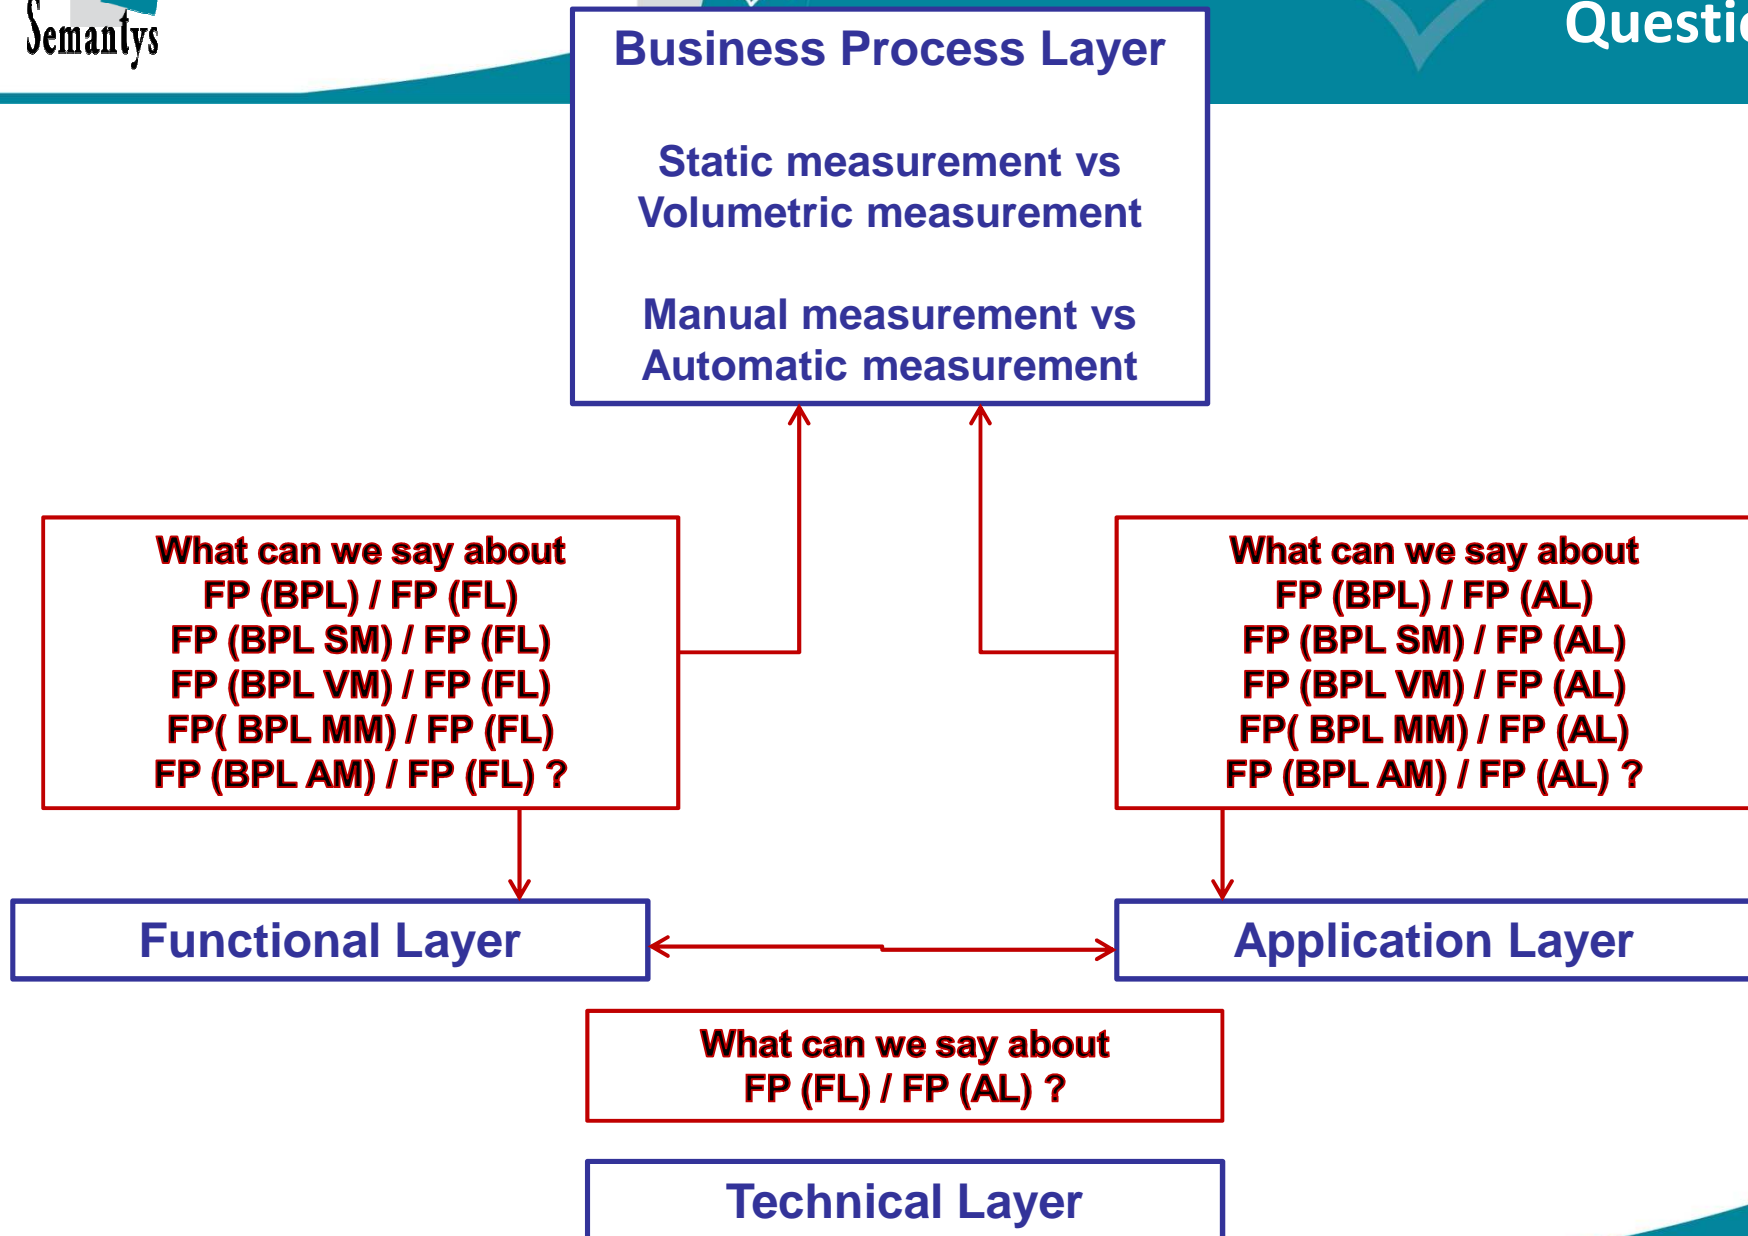 Semantys
Business Process Layer
Static measurement vs
Volumetric measurement
Manual measurement vs
Automatic measurement
What can we say about
FP (BPL) / FP (FL)
FP (BPL SM) / FP (FL)
FP (BPL VM) / FP (FL)
FP( BPL MM) / FP (FL)
FP (BPL AM) / FP (FL) ?
What can we say about
FP (BPL) / FP (AL)
FP (BPL SM) / FP (AL)
FP (BPL VM) / FP (AL)
FP( BPL MM) / FP (AL)
FP (BPL AM) / FP (AL) ?
Functional Layer
Application Layer
What can we say about
FP (FL) / FP (AL) ?
Technical Layer